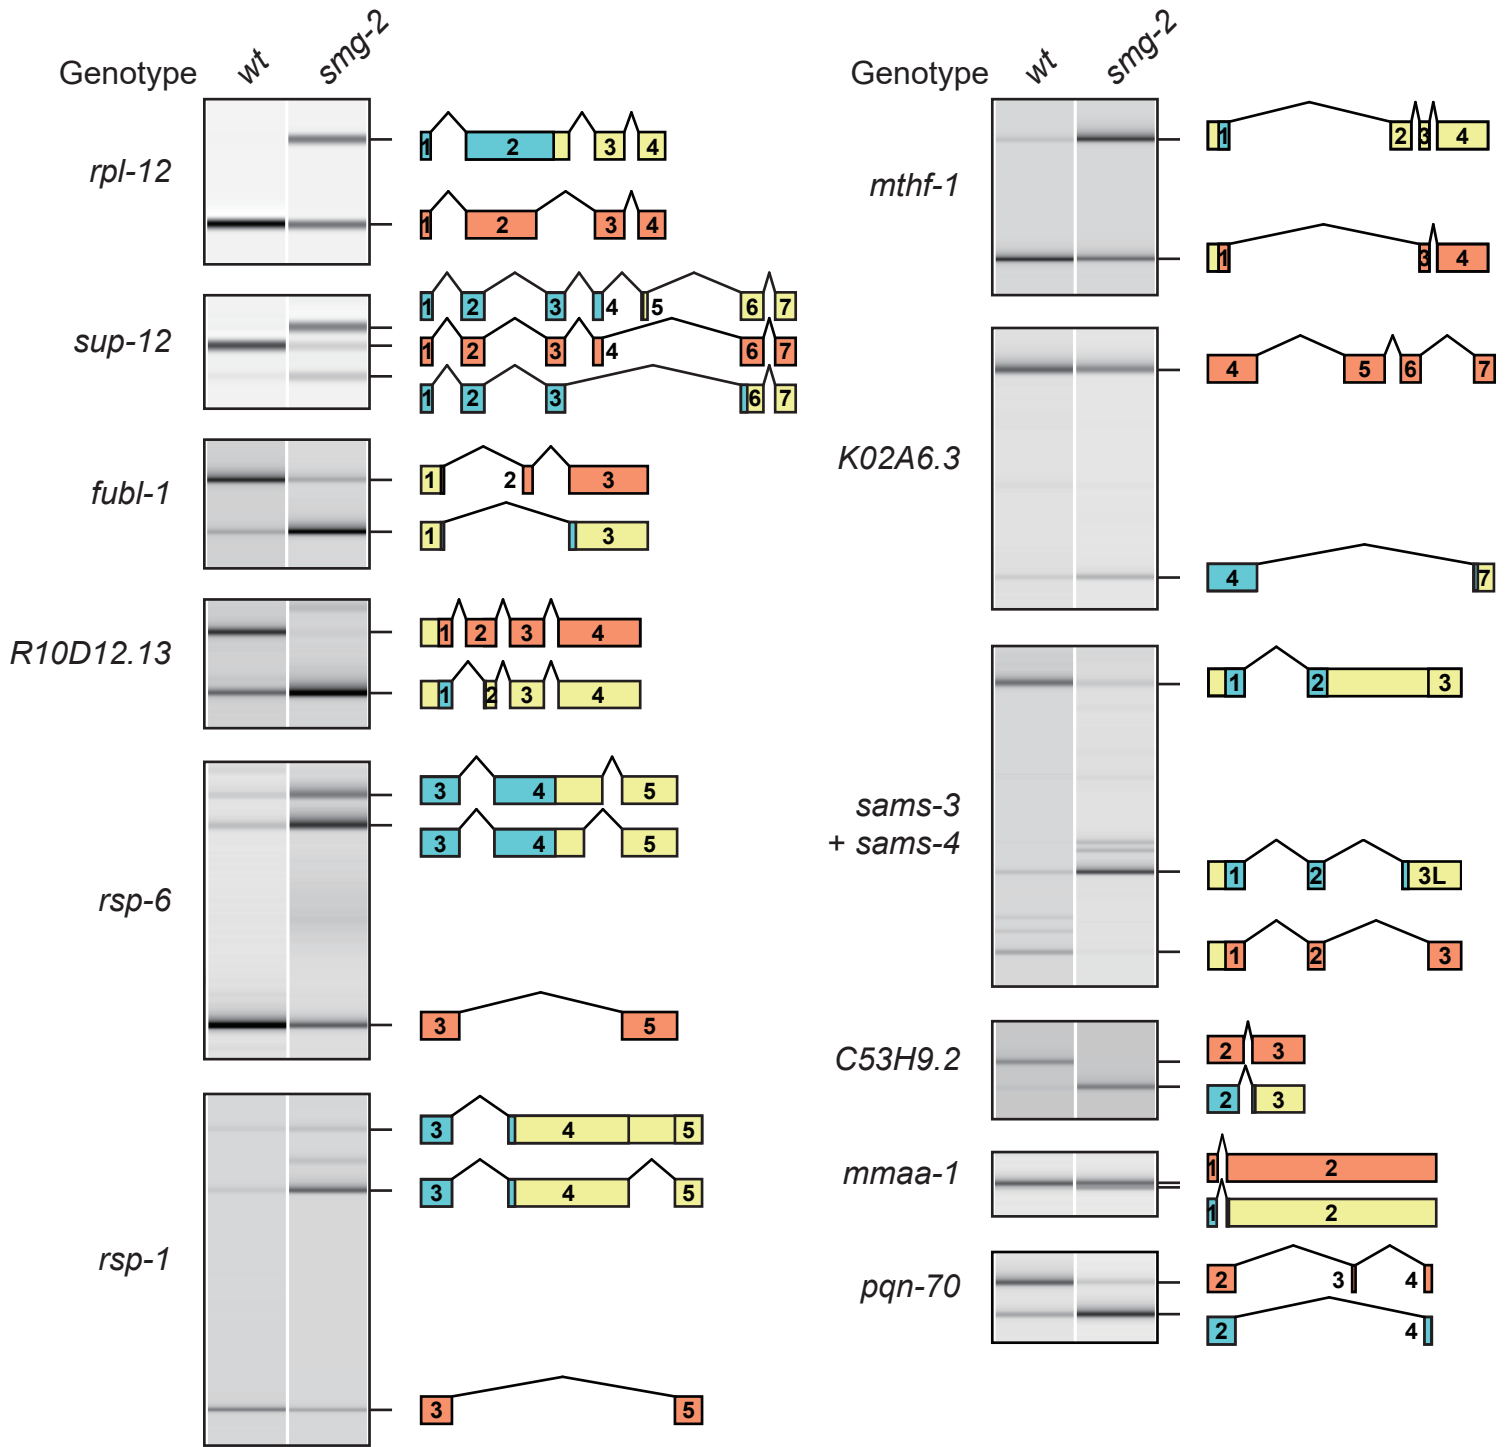 Genotype wt smg-2
rpl-12
1 2 3 4
1 2 3 4
sup-12
1 2 3 4 5 6 7
1 2 3 4 6 7
1 2 3 6 7
fubl-1
1 2 3
1 3
R10D12.13
1 2 3 4
1 2 3 4
rsp-6
3 4 5
3 4 5
3 5
rsp-1
3 4 5
3 4 5
3 5
Genotype wt smg-2
mthf-1
1 2 3 4
1 3 4
K02A6.3
4 5 6 7
4 7
sams-3
+ sams-4
1 2 3
1 2 3L
1 2 3
C53H9.2
2 3
2 3
mmaa-1
1 2
1 2
pqn-70
2 3 4
2 4